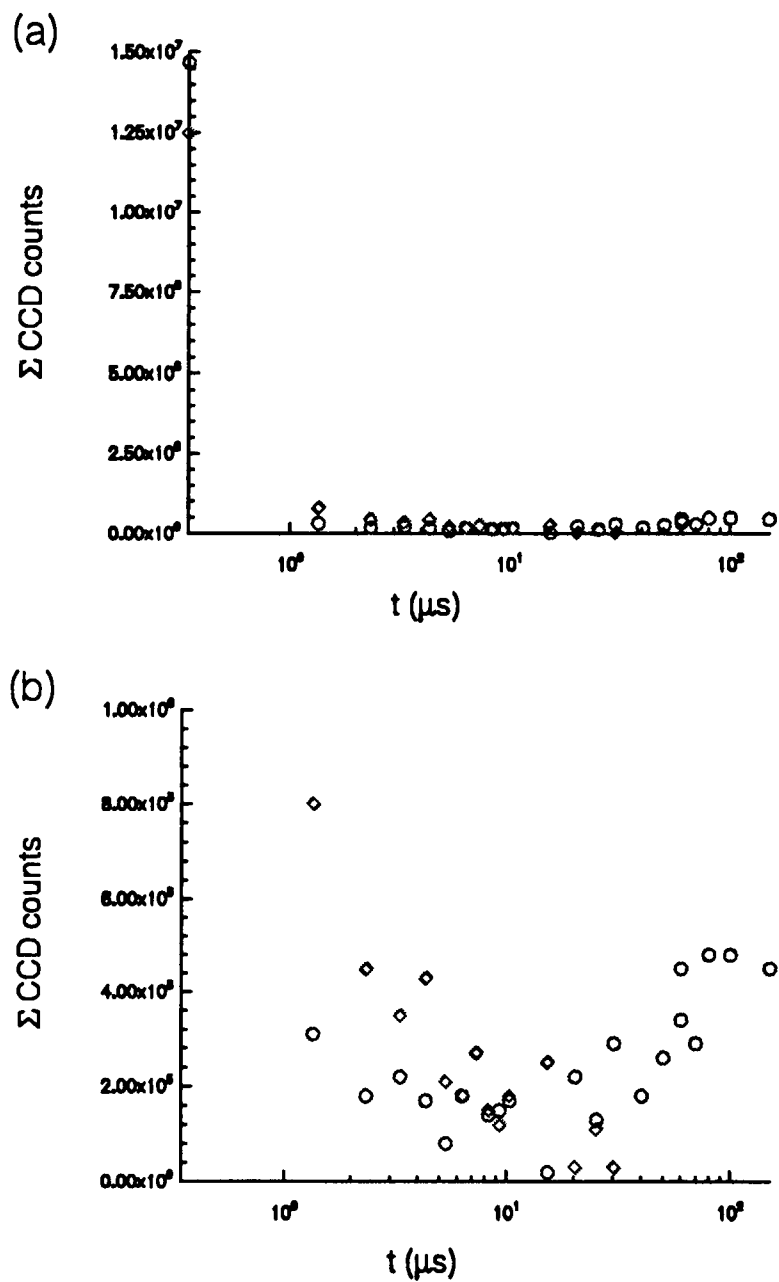 (a)
Σ CCD counts
1.50x10⁷
1.25x10⁷
1.00x10⁷
7.50x10⁶
5.00x10⁶
2.50x10⁶
0.00x10⁰
10⁰ 10¹ 10²
t (μs)
(b)
Σ CCD counts
1.00x10⁶
8.00x10⁵
6.00x10⁵
4.00x10⁵
2.00x10⁵
0.00x10⁰
10⁰ 10¹ 10²
t (μs)